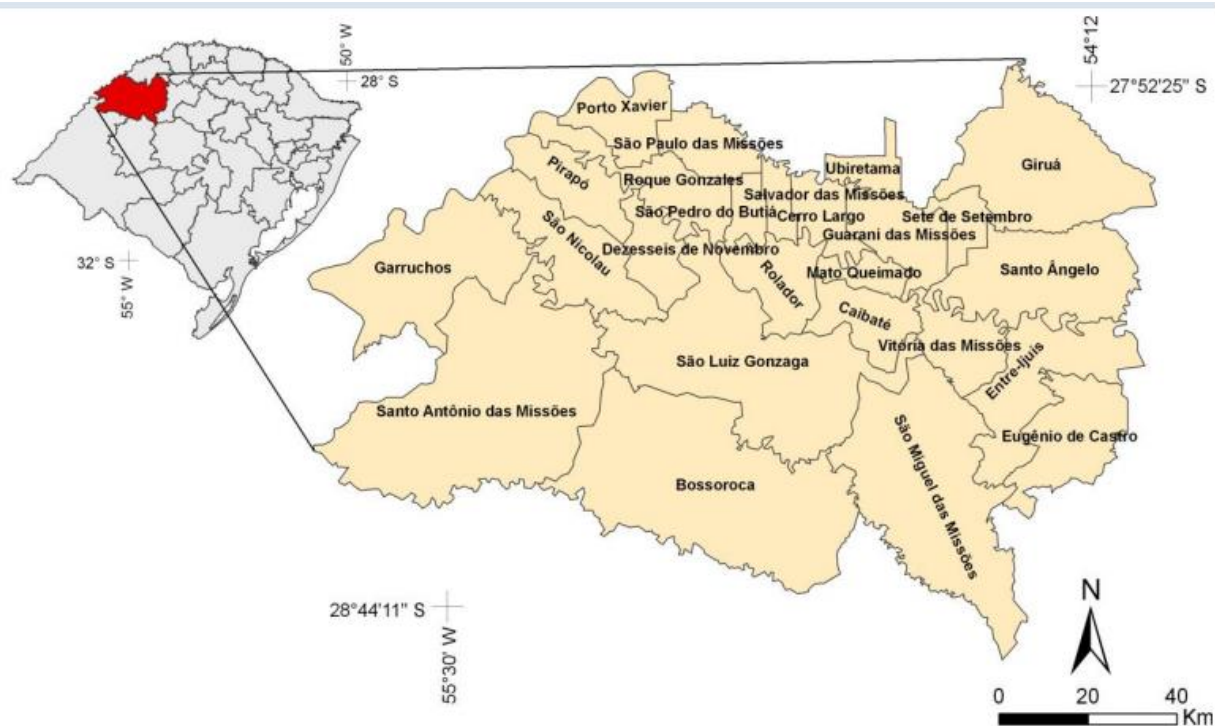 50° W
28° S
32° S
55° W
54°12
27°52'25" S
Porto Xavier
São Paulo das Missões
Pirapó
Roque Gonzales
Ubiretama
Giruá
Salvador das Missões
São Pedro do Butiá
Cerro Largo
Sete de Setembro
Guarani das Missões
São Nicolau
Dezesseis de Novembro
Garruchos
Rolador
Mato Queimado
Santo Ângelo
Caibaté
Vitória das Missões
São Luiz Gonzaga
Entre-Ijuis
Santo Antônio das Missões
Eugênio de Castro
São Miguel das Missões
Bossoroca
28°44'11" S
55°30' W
N
0 20 40
Km